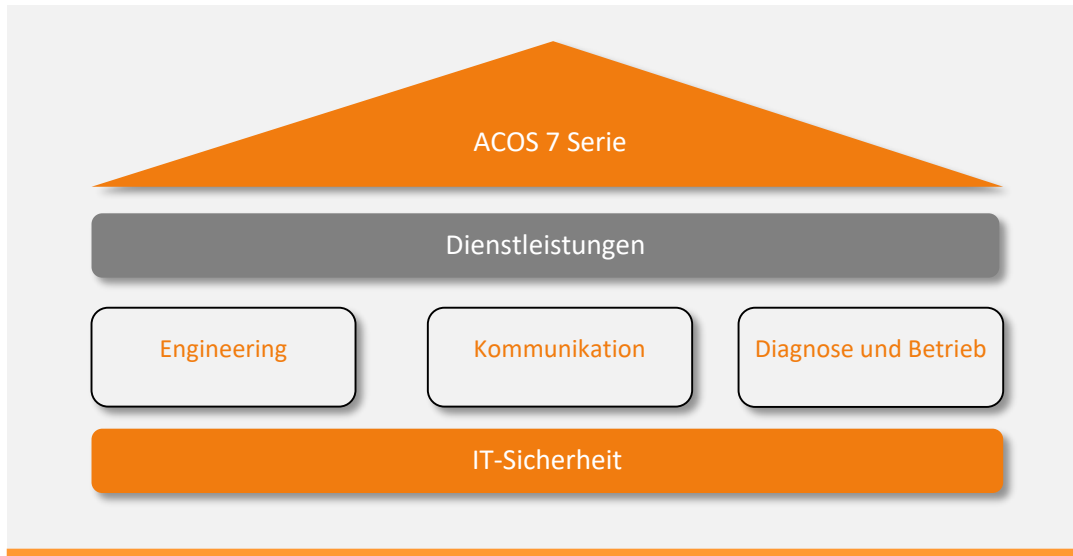 ACOS 7 Serie
Dienstleistungen
Engineering
Kommunikation
Diagnose und Betrieb
IT-Sicherheit